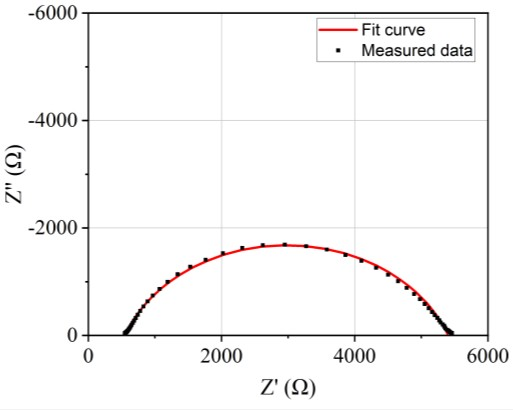 -6000
Fit curve
Measured data
-4000
Z'' (Ω)
-2000
0
0 2000 4000 6000
Z' (Ω)